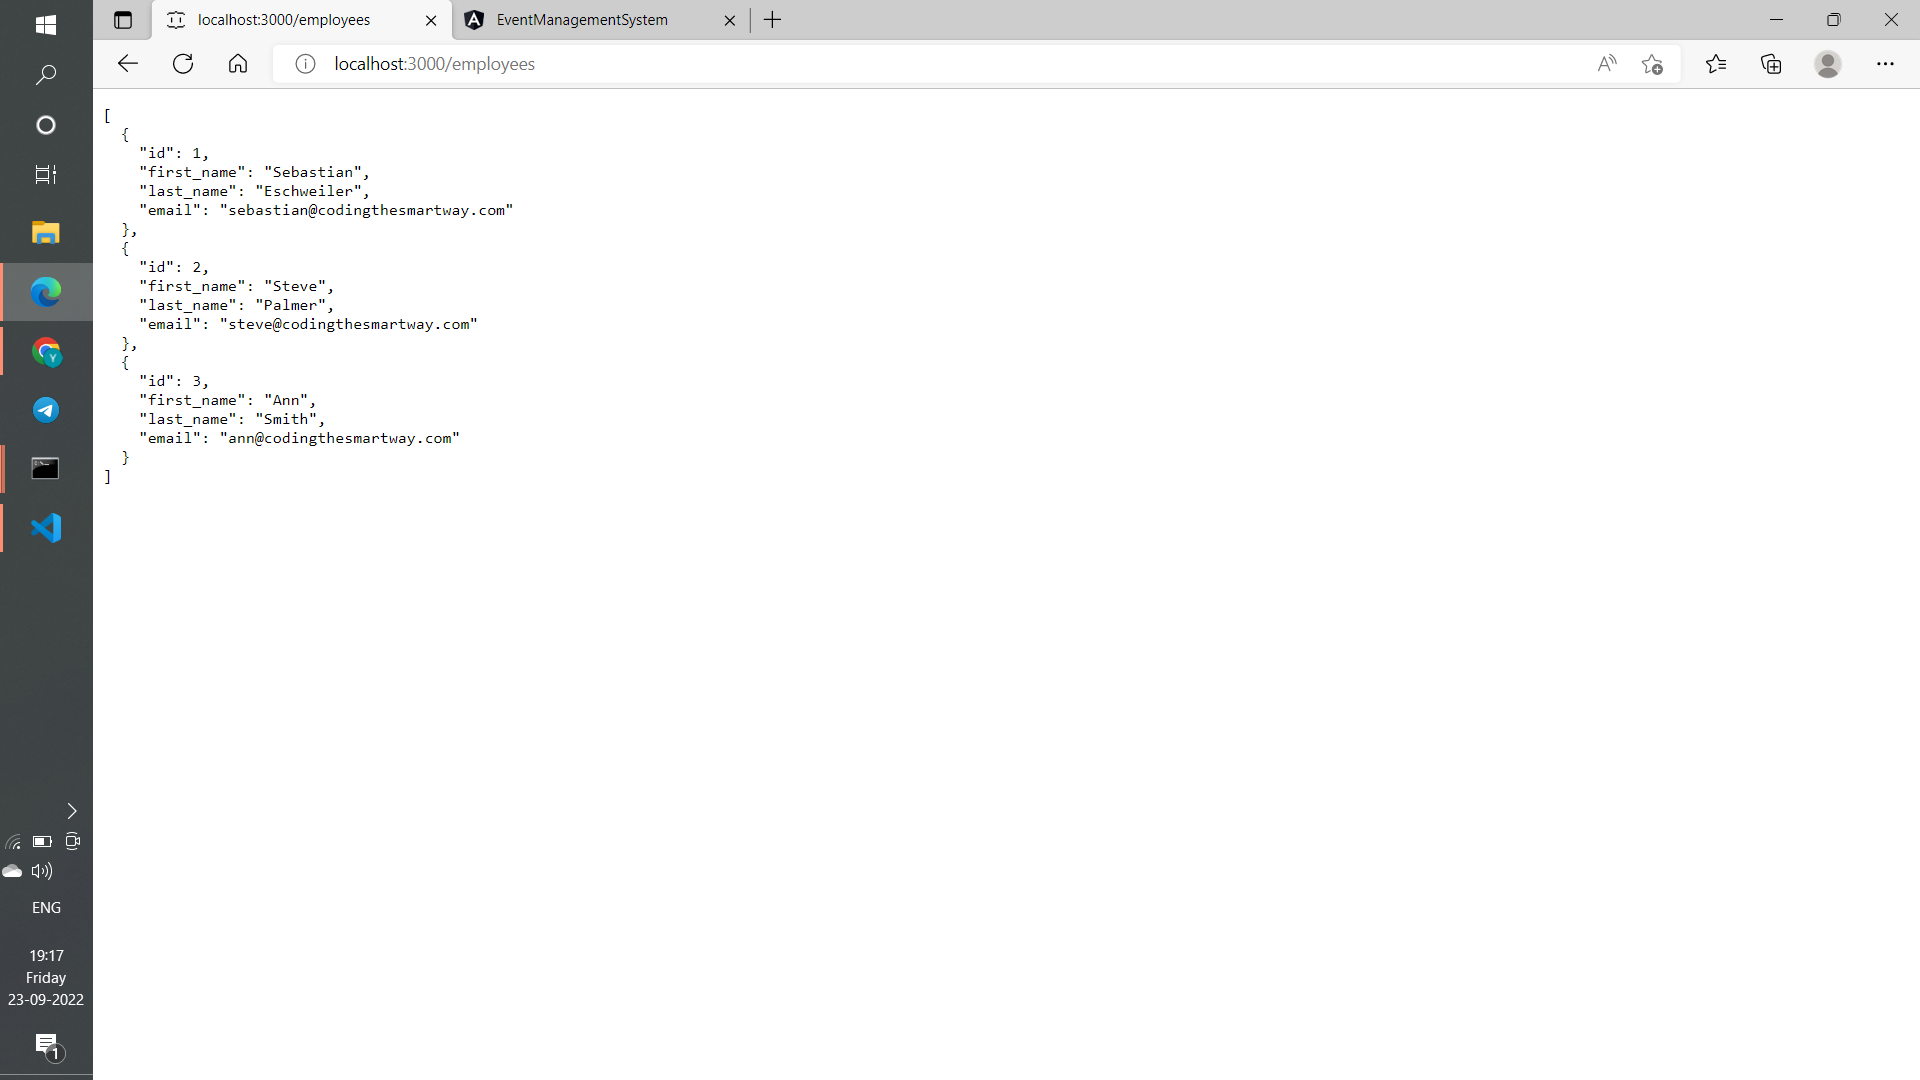 localhost:3000/employees
EventManagementSystem
localhost:3000/employees
[
  {
    "id": 1,
    "first_name": "Sebastian",
    "last_name": "Eschweiler",
    "email": "sebastian@codingthesmartway.com"
  },
  {
    "id": 2,
    "first_name": "Steve",
    "last_name": "Palmer",
    "email": "steve@codingthesmartway.com"
  },
  {
    "id": 3,
    "first_name": "Ann",
    "last_name": "Smith",
    "email": "ann@codingthesmartway.com"
  }
]
Y
ENG
19:17
Friday
23-09-2022
1